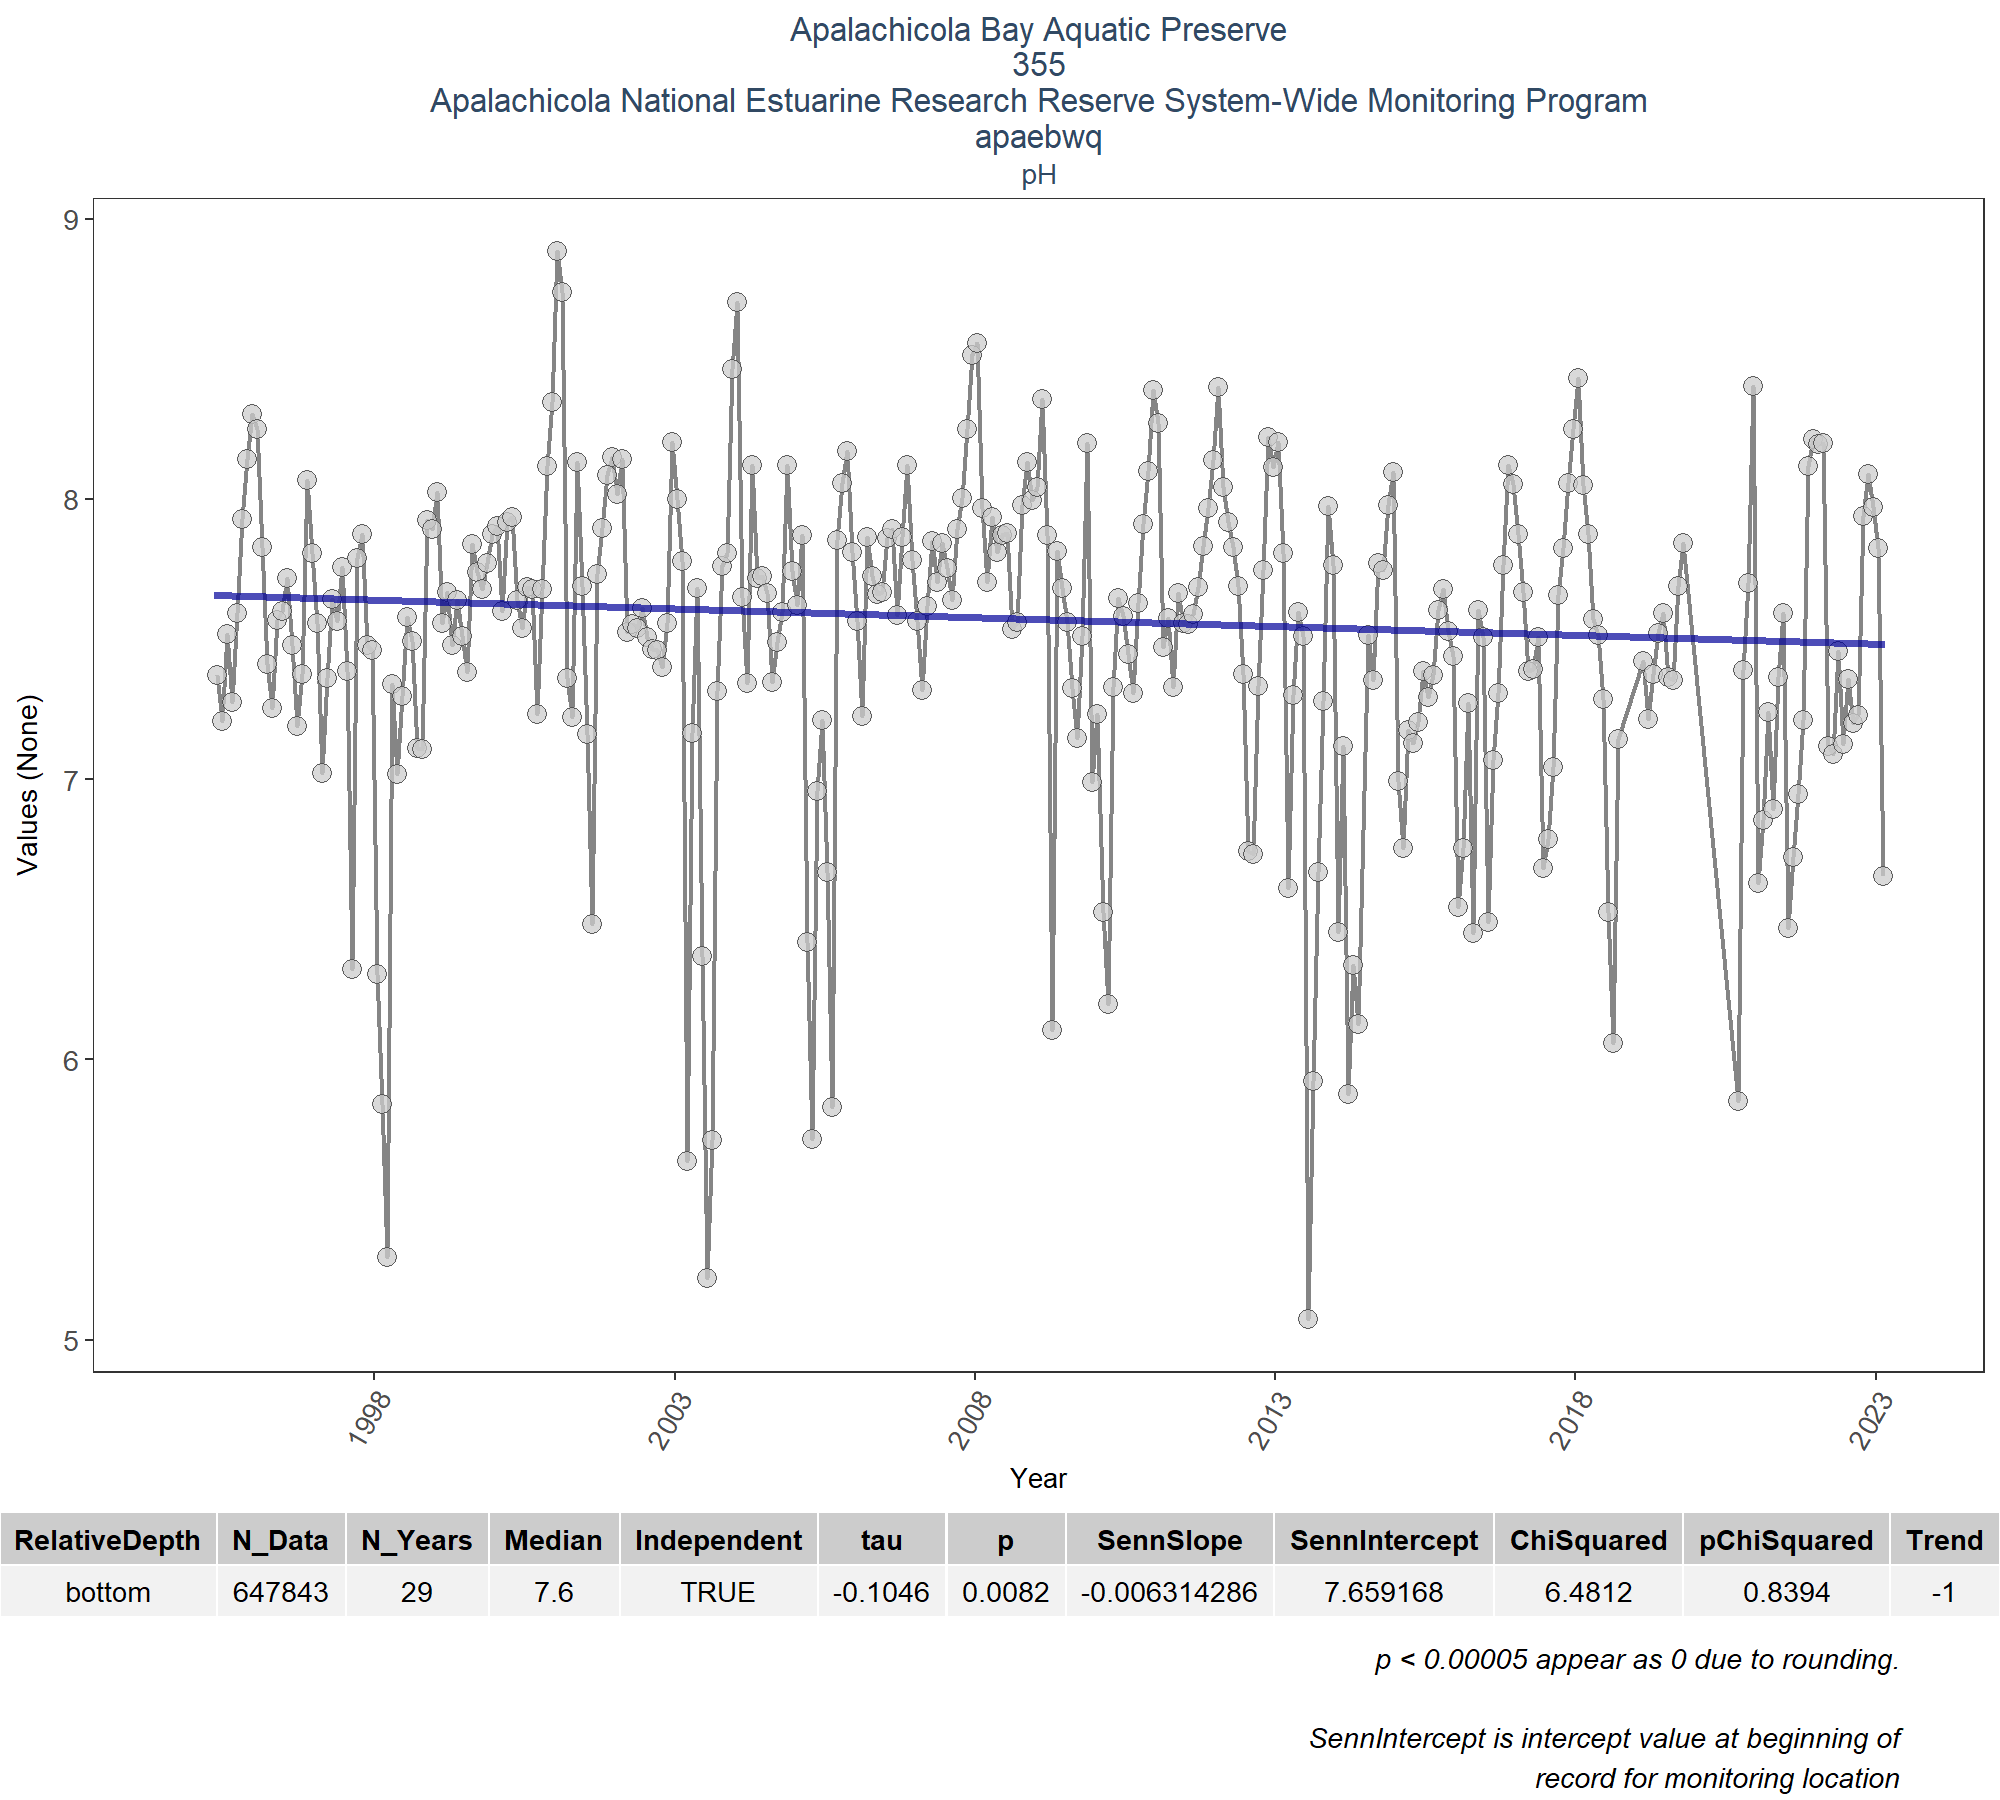 Apalachicola Bay Aquatic Preserve
355
Apalachicola National Estuarine Research Reserve System-Wide Monitoring Program
apaebwq
pH
9
8
7
6
5
Values (None)
1998 2003 2008 2013 2018 2023
Year
RelativeDepth N_Data N_Years Median Independent tau p SennSlope SennIntercept ChiSquared pChiSquared Trend
bottom 647843 29 7.6 TRUE -0.1046 0.0082 -0.006314286 7.659168 6.4812 0.8394 -1
p < 0.00005 appear as 0 due to rounding.
SennIntercept is intercept value at beginning of
record for monitoring location